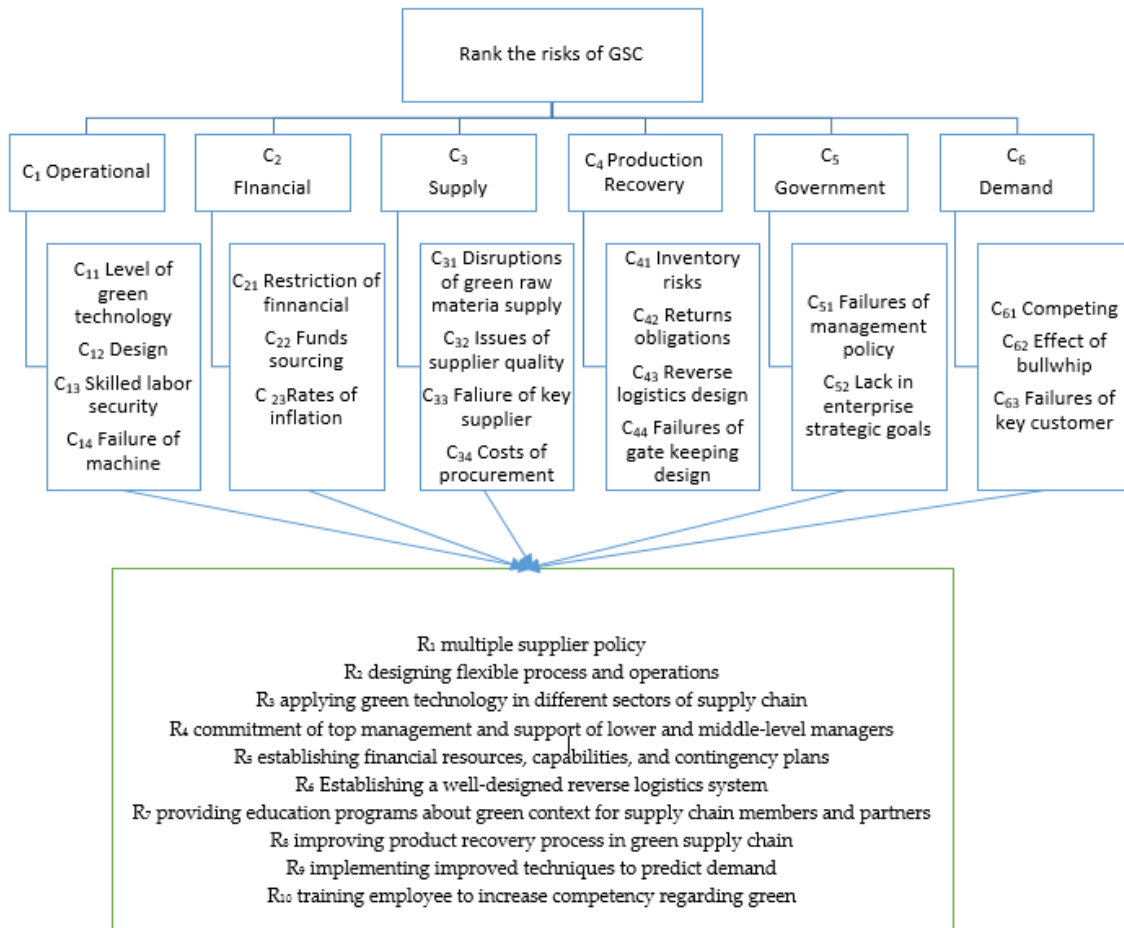 Rank the risks of GSC
C₁ Operational
C₂
FInancial
C₃
Supply
C₄ Production
Recovery
C₅
Government
C₆
Demand
C₁₁ Level of
green
technology
C₁₂ Design
C₁₃ Skilled labor
security
C₁₄ Failure of
machine
C₂₁ Restriction of
finnancial
C₂₂ Funds
sourcing
C ₂₃Rates of
inflation
C₃₁ Disruptions
of green raw
materia supply
C₃₂ Issues of
supplier quality
C₃₃ Faliure of key
supplier
C₃₄ Costs of
procurement
C₄₁ Inventory
risks
C₄₂ Returns
obligations
C₄₃ Reverse
logistics design
C₄₄ Failures of
gate keeping
design
C₅₁ Failures of
management
policy
C₅₂ Lack in
enterprise
strategic goals
C₆₁ Competing
C₆₂ Effect of
bullwhip
C₆₃ Failures of
key customer
R₁ multiple supplier policy
R₂ designing flexible process and operations
R₃ applying green technology in different sectors of supply chain
R₄ commitment of top management and support of lower and middle-level managers
R₅ establishing financial resources, capabilities, and contingency plans
R₆ Establishing a well-designed reverse logistics system
R₇ providing education programs about green context for supply chain members and partners
R₈ improving product recovery process in green supply chain
R₉ implementing improved techniques to predict demand
R₁₀ training employee to increase competency regarding green